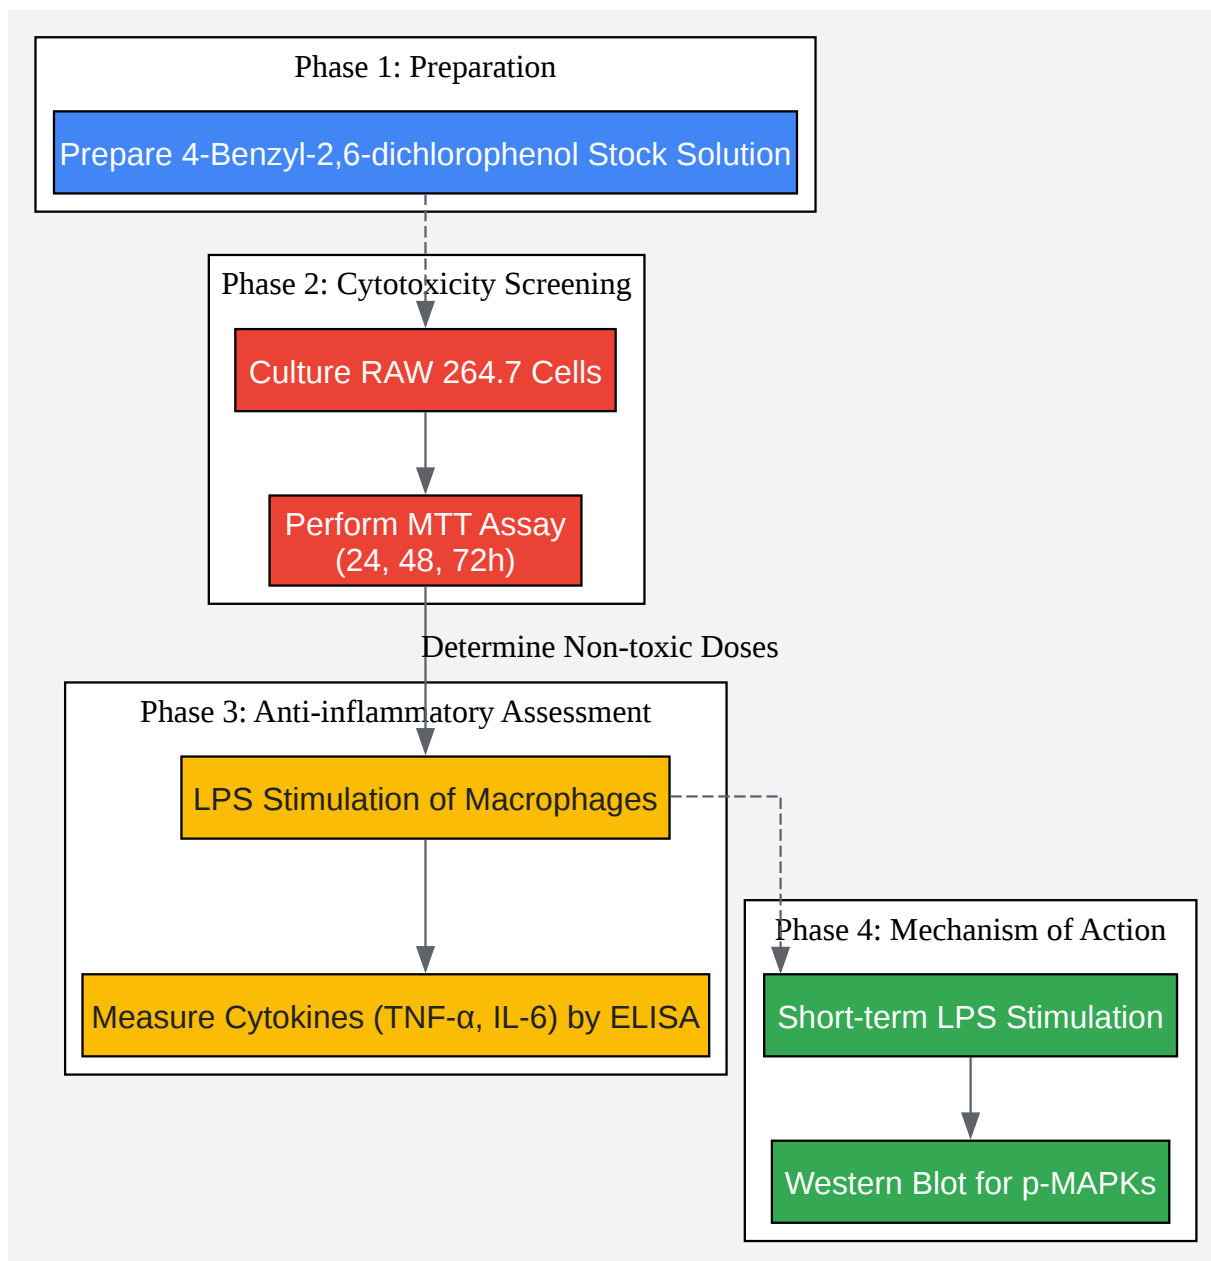 Phase 1: Preparation
Prepare 4-Benzyl-2,6-dichlorophenol Stock Solution
Phase 2: Cytotoxicity Screening
Culture RAW 264.7 Cells
Perform MTT Assay
(24, 48, 72h)
Determine Non-toxic Doses
Phase 3: Anti-inflammatory Assessment
LPS Stimulation of Macrophages
Measure Cytokines (TNF-α, IL-6) by ELISA
Phase 4: Mechanism of Action
Short-term LPS Stimulation
Western Blot for p-MAPKs